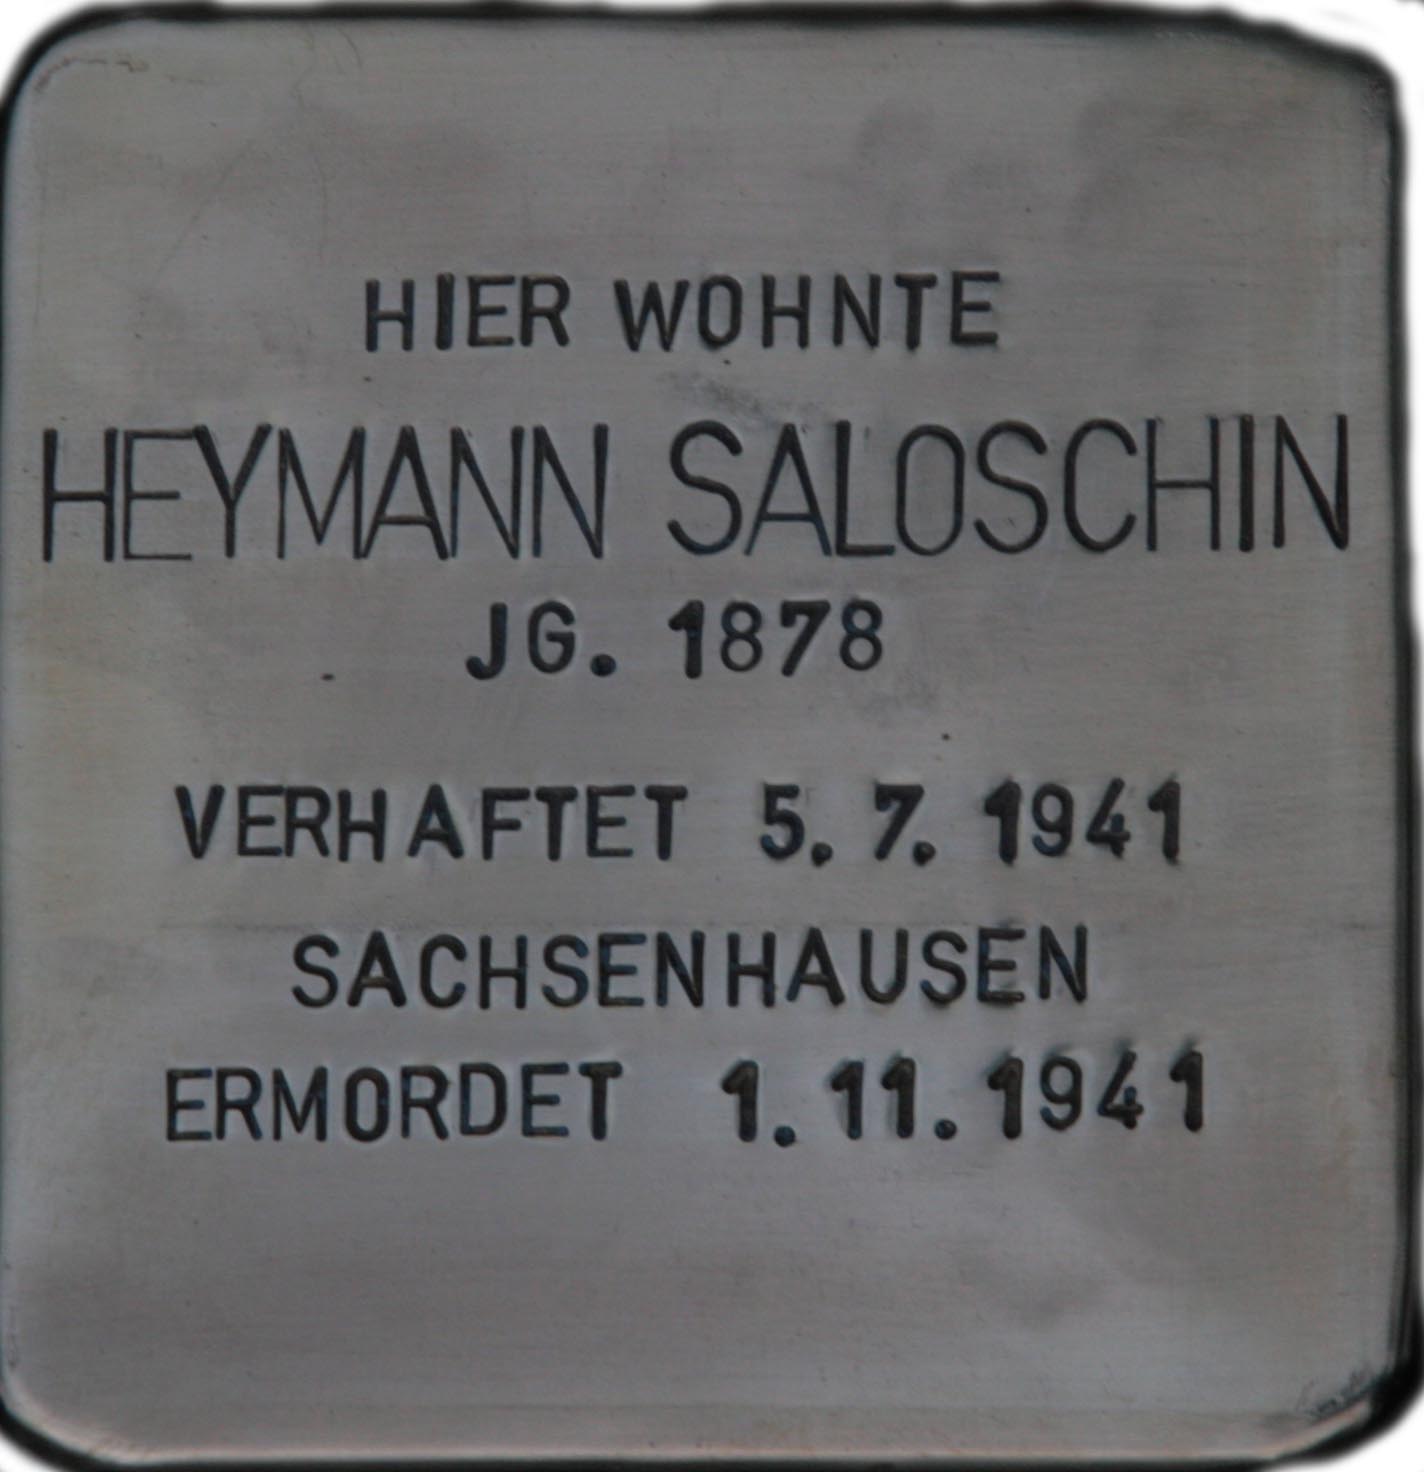 HIER WOHNTE
HEYMANN SALOSCHIN
JG. 1878
VERHAFTET 5.7.1941
SACHSENHAUSEN
ERMORDET 1.11.1941